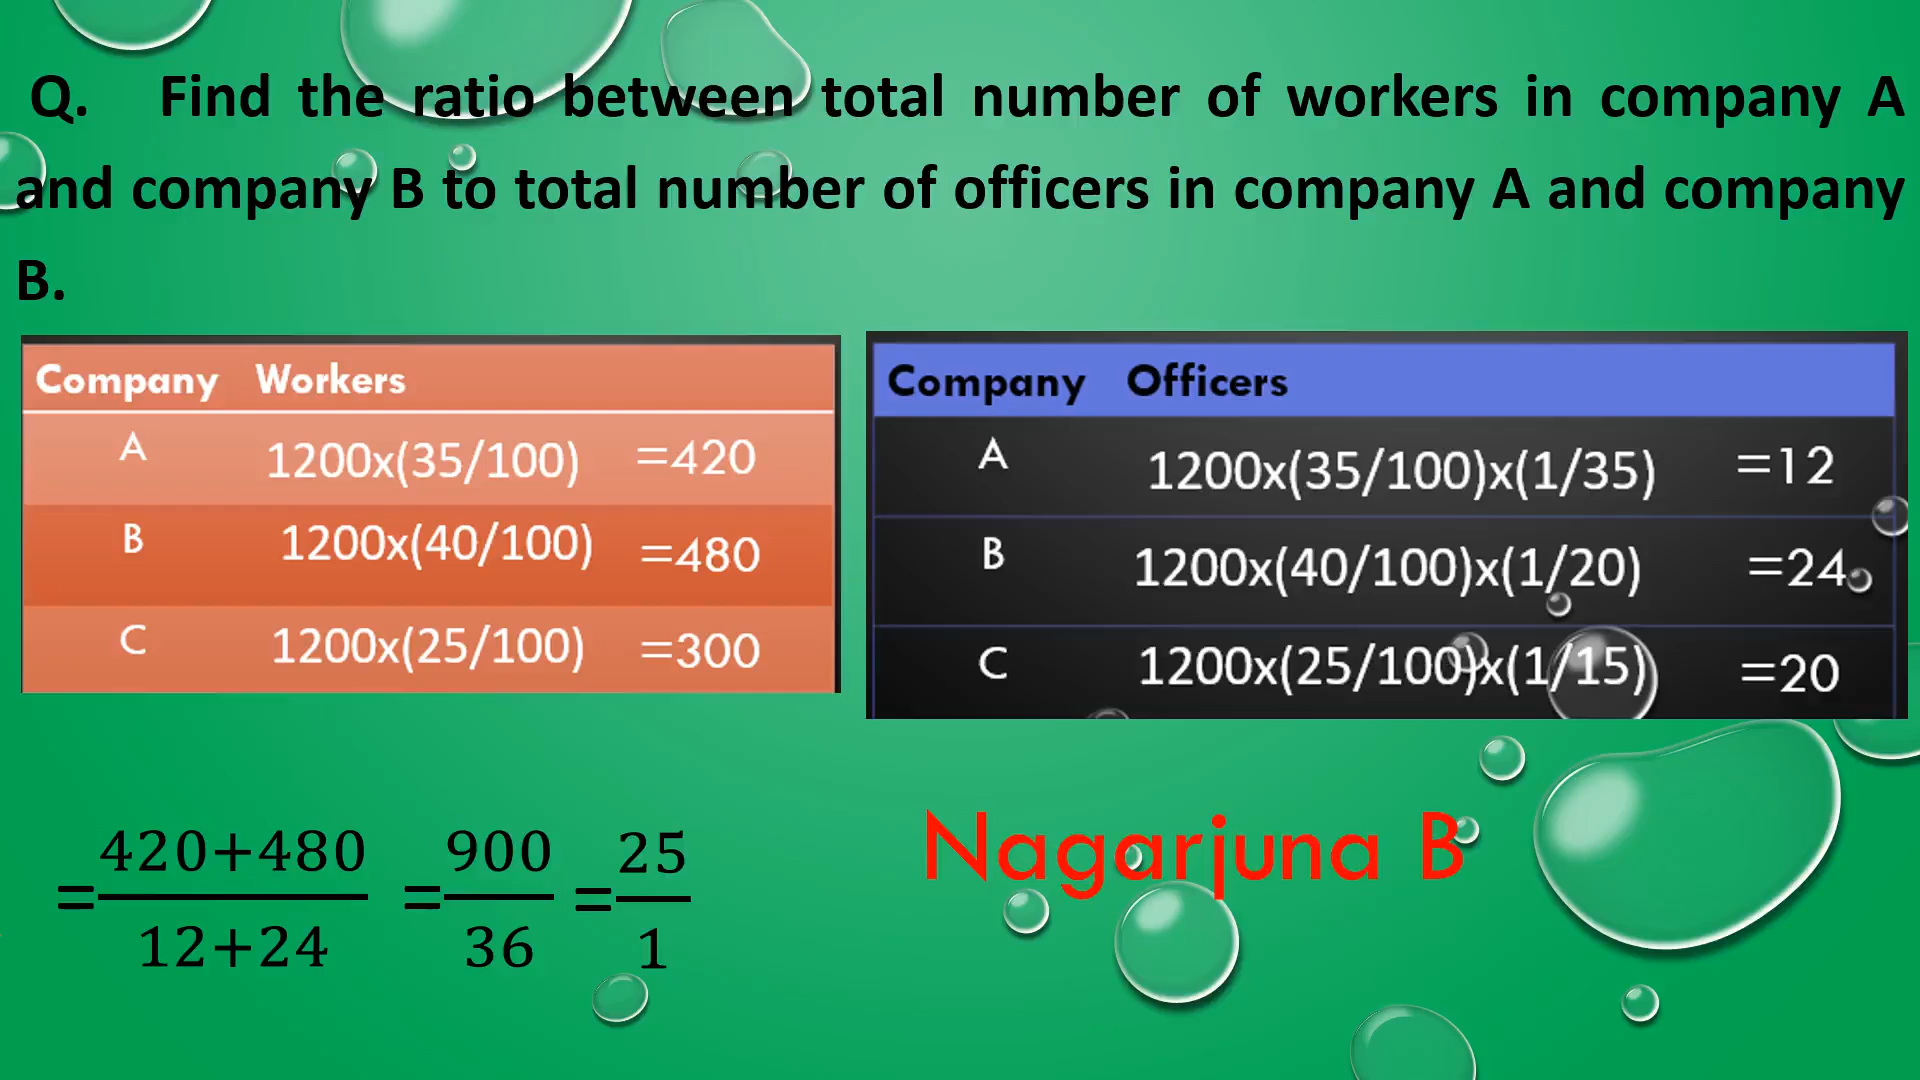 Q. Find the ratio between total number of workers in company A
and company B to total number of officers in company A and company
B.
Company Workers
A 1200x(35/100) =420
B 1200x(40/100) =480
C 1200x(25/100) =300
Company Officers
A 1200x(35/100)x(1/35) =12
B 1200x(40/100)x(1/20) =24
C 1200x(25/100)x(1/15) =20
=420+480/12+24 =900/36 =25/1
Nagarjuna B